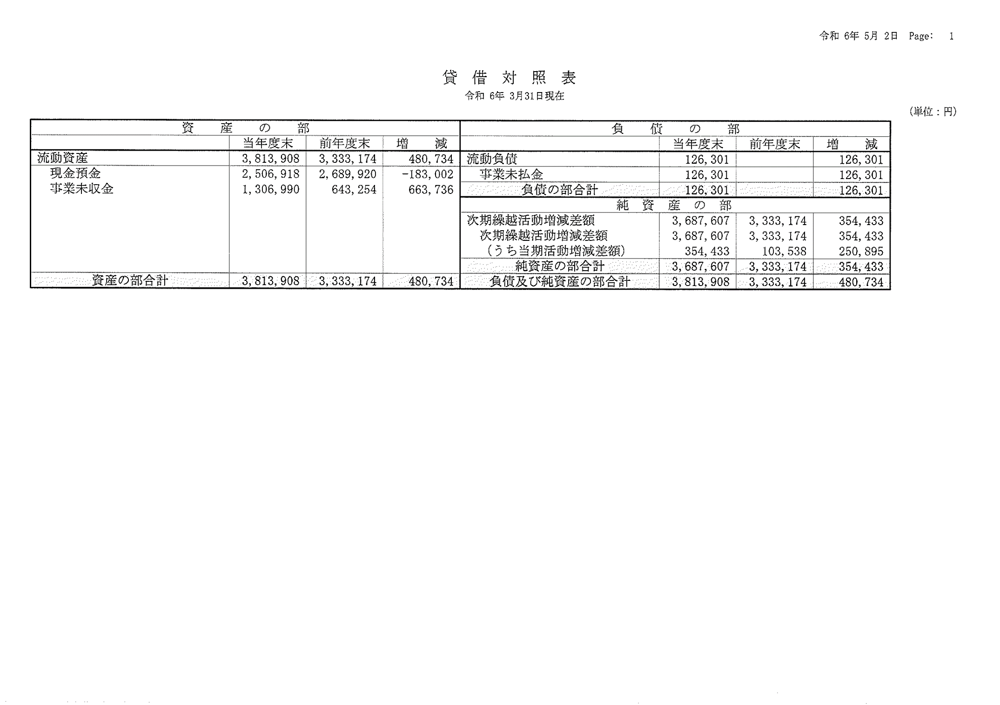 令和 6年 5月 2日 Page: 1
貸 借 対 照 表
令和 6年 3月31日現在
(単位:円)
資 産 の 部 負 債 の 部
当年度末 前年度末 増 減 当年度末 前年度末 増 減
流動資産 3,813,908 3,333,174 480,734 流動負債 126,301 126,301
現金預金 2,506,918 2,689,920 -183,002 事業未払金 126,301 126,301
事業未収金 1,306,990 643,254 663,736 負債の部合計 126,301 126,301
純 資 産 の 部
次期繰越活動増減差額 3,687,607 3,333,174 354,433
次期繰越活動増減差額 3,687,607 3,333,174 354,433
(うち当期活動増減差額) 354,433 103,538 250,895
純資産の部合計 3,687,607 3,333,174 354,433
資産の部合計 3,813,908 3,333,174 480,734 負債及び純資産の部合計 3,813,908 3,333,174 480,734